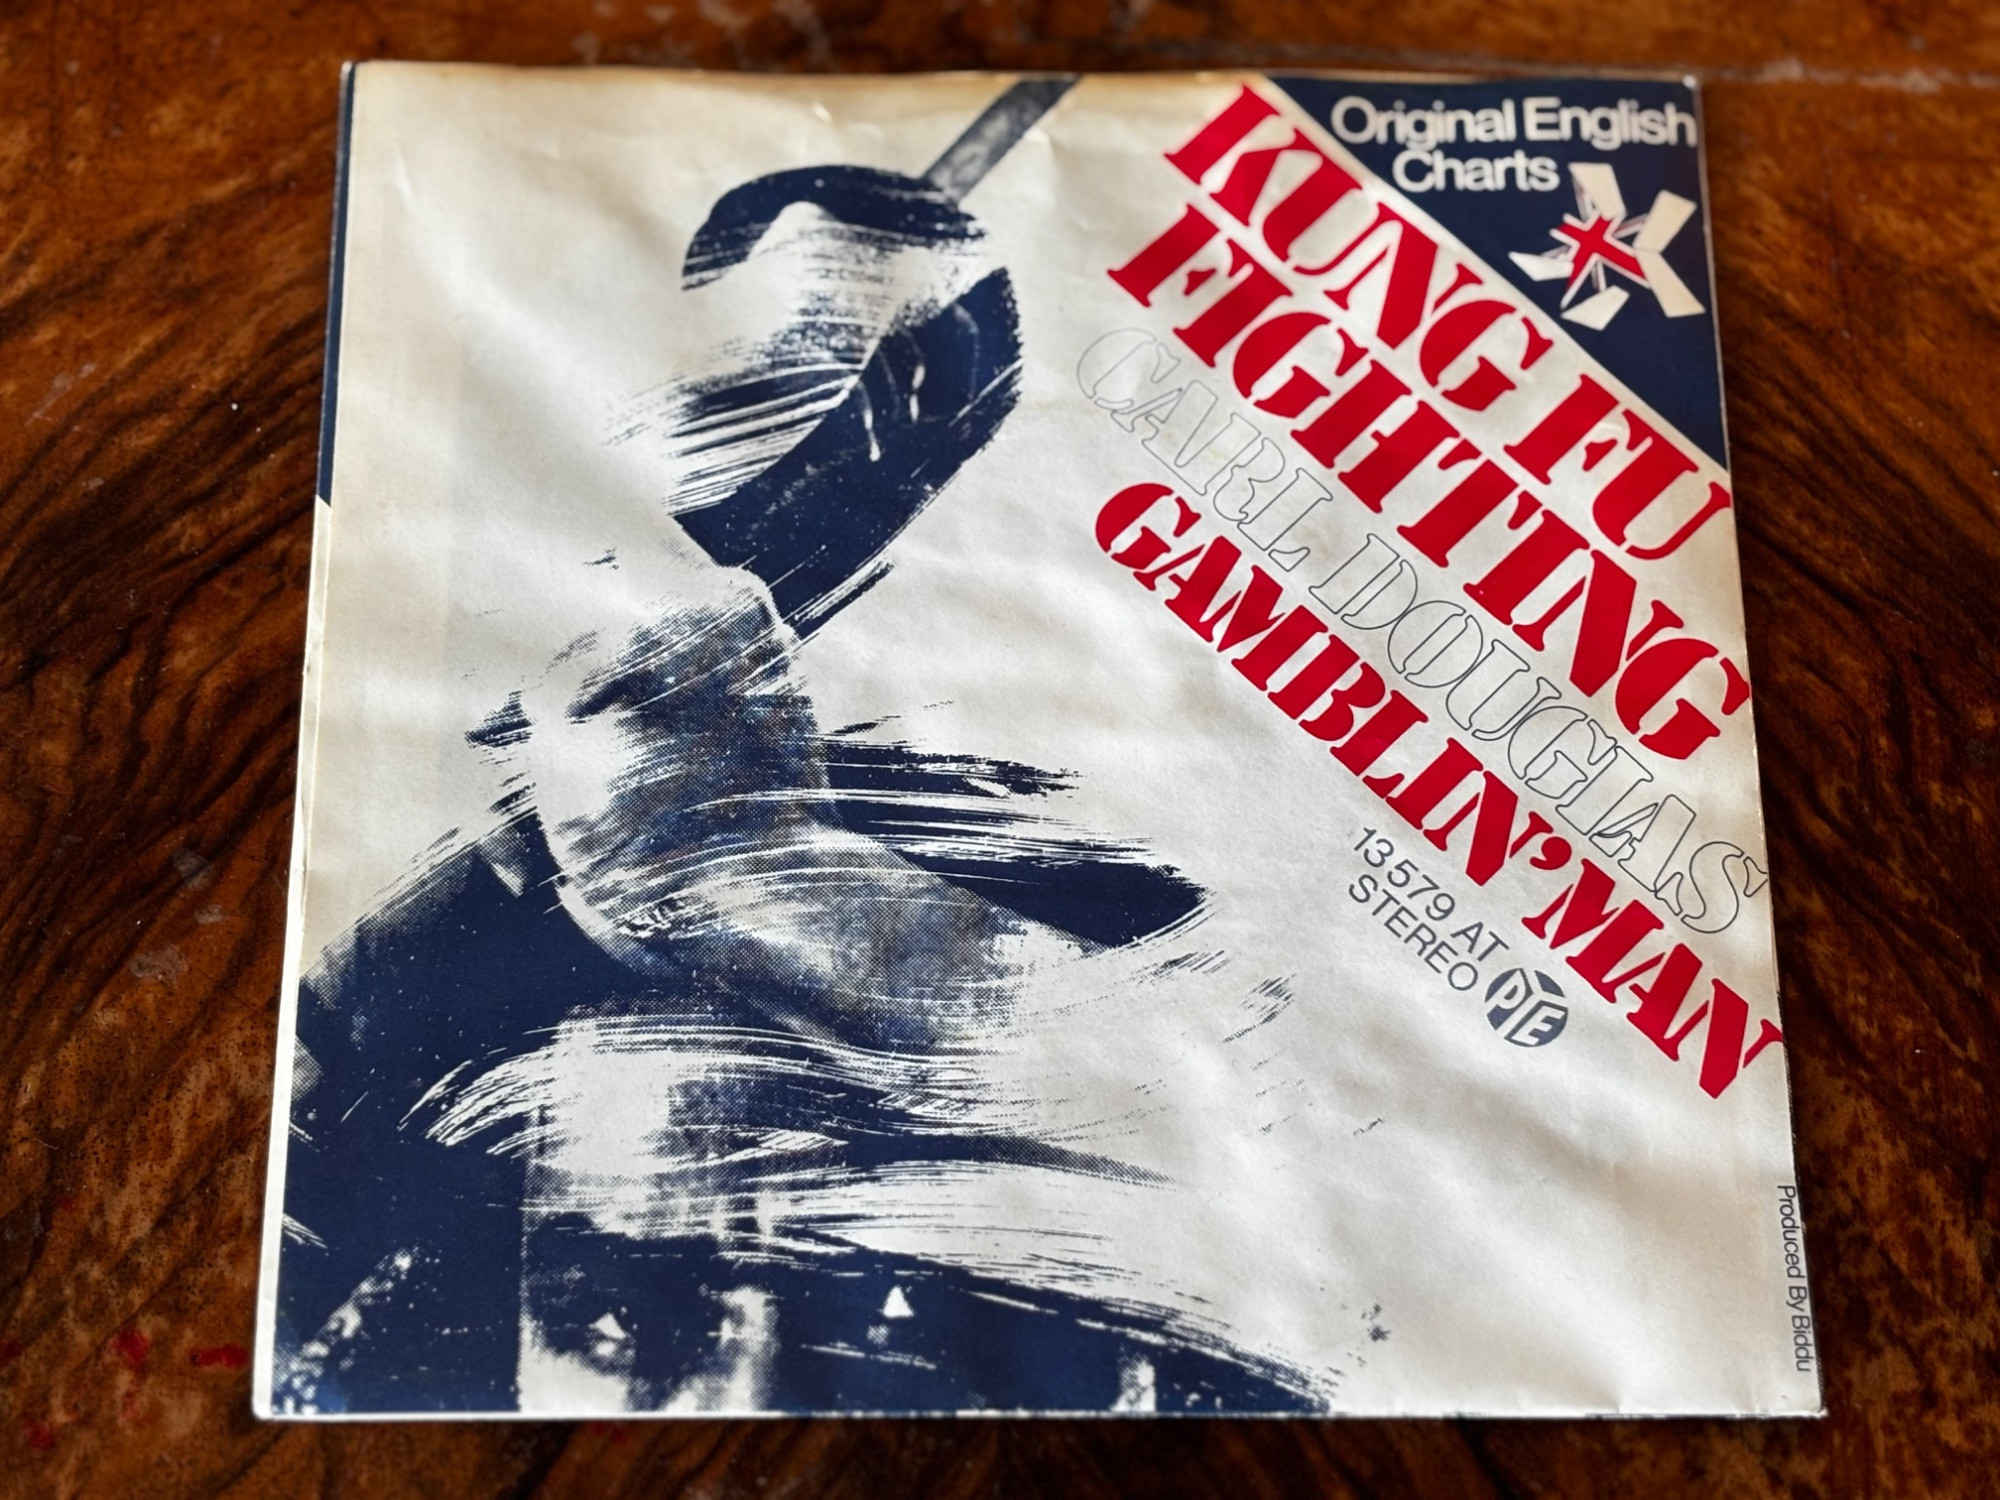 Original English
Charts
KUNG FU
FIGHTING
CARL DOUGLAS
GAMBLIN' MAN
13 579 AT
STEREO
PYE
Produced By Biddu